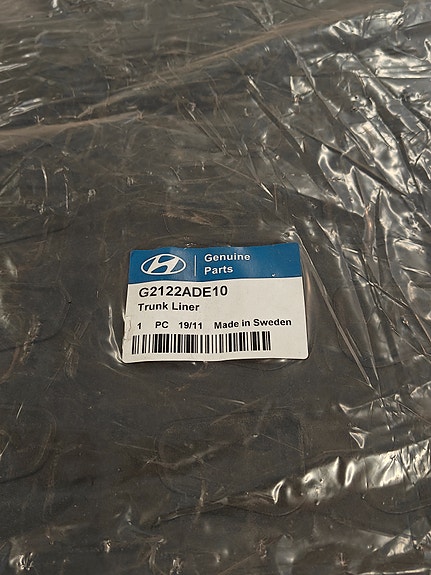 Genuine
Parts
G2122ADE10
Trunk Liner
1 PC 19/11 Made in Sweden